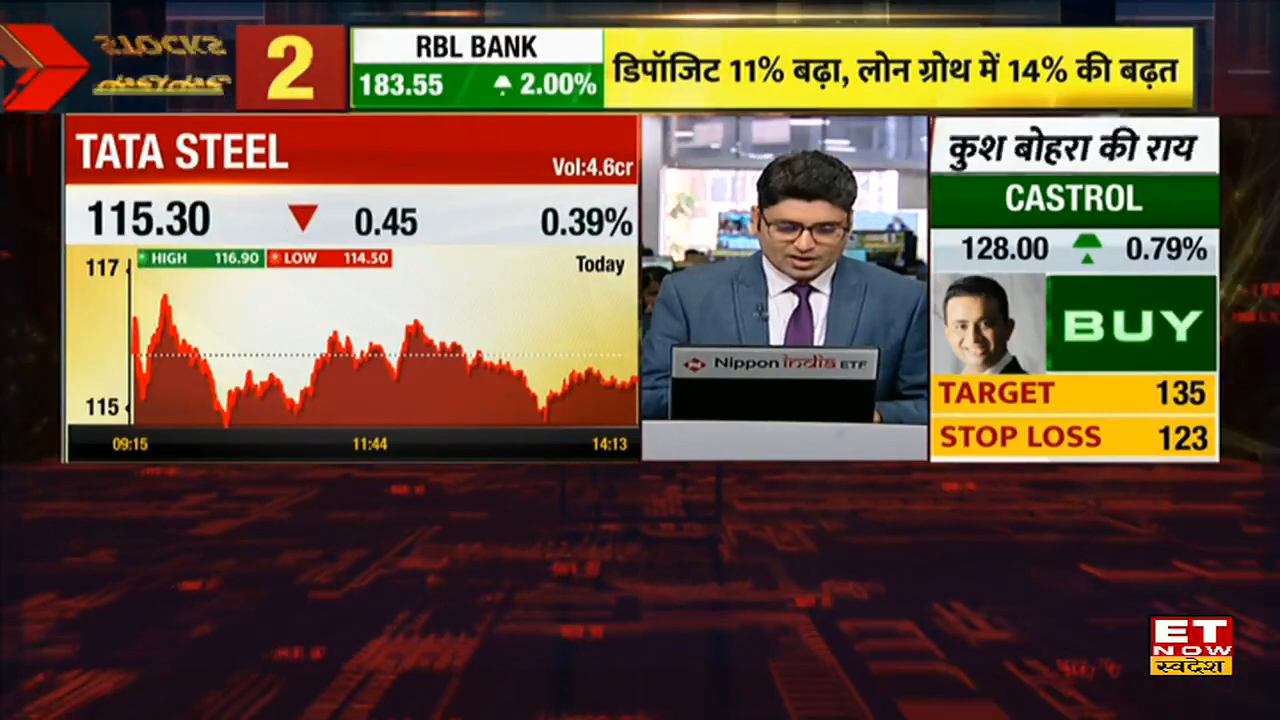 STOCKS
2
RBL BANK
183.55 2.00%
डिपॉजिट 11% बढ़ा, लोन ग्रोथ में 14% की बढ़त
TATA STEEL
Vol:4.6cr
115.30 0.45 0.39%
HIGH 116.90 LOW 114.50
Today
117
115
09:15 11:44 14:13
Nippon india ETF
कुश बोहरा की राय
CASTROL
128.00 0.79%
BUY
TARGET 135
STOP LOSS 123
ET
NOW
स्वदेश